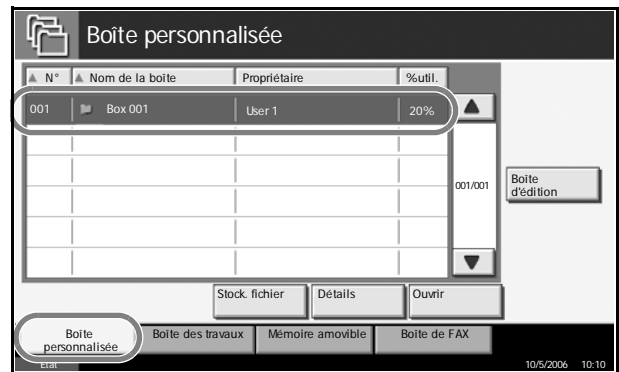 Boîte personnalisée
N° Nom de la boîte Propriétaire %util.
001 Box 001 User 1 20%
001/001
Boîte
d'édition
Stock. fichier Détails Ouvrir
Boîte
personnalisée
Boîte des travaux Mémoire amovible Boîte de FAX
Etat 10/5/2006 10:10